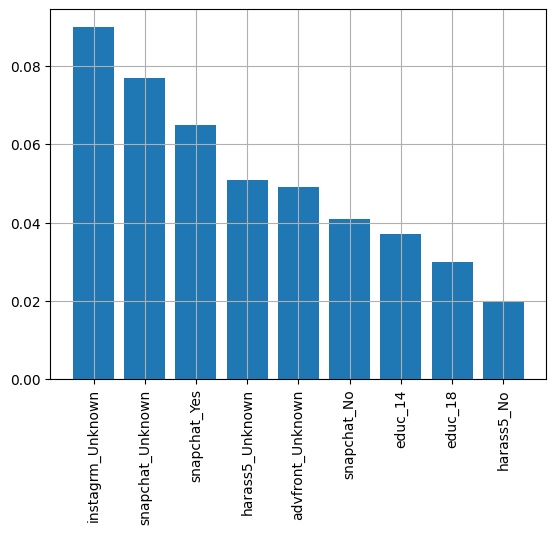 0.08
0.06
0.04
0.02
0.00
instagrm_Unknown
snapchat_Unknown
snapchat_Yes
harass5_Unknown
advfront_Unknown
snapchat_No
educ_14
educ_18
harass5_No